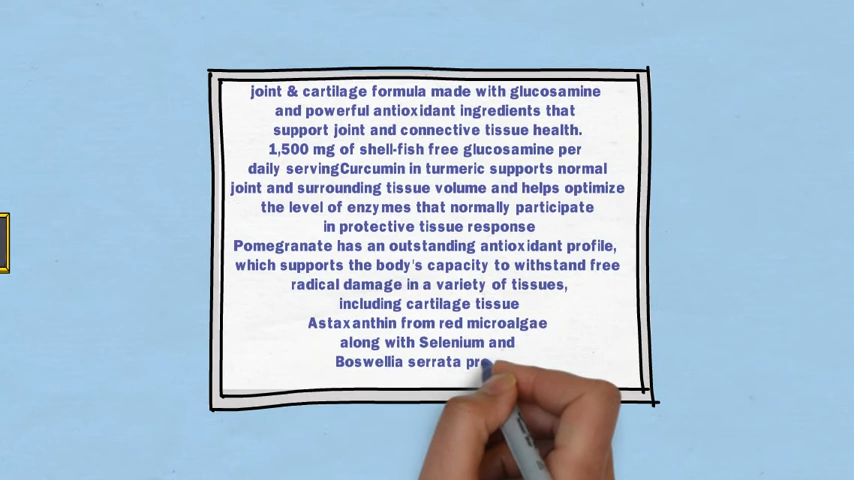 joint & cartilage formula made with glucosamine
and powerful antioxidant ingredients that
support joint and connective tissue health.
1,500 mg of shell-fish free glucosamine per
daily servingCurcumin in turmeric supports normal
joint and surrounding tissue volume and helps optimize
the level of enzymes that normally participate
in protective tissue response
Pomegranate has an outstanding antioxidant profile,
which supports the body's capacity to withstand free
radical damage in a variety of tissues,
including cartilage tissue
Astaxanthin from red microalgae
along with Selenium and
Boswellia serrata pre